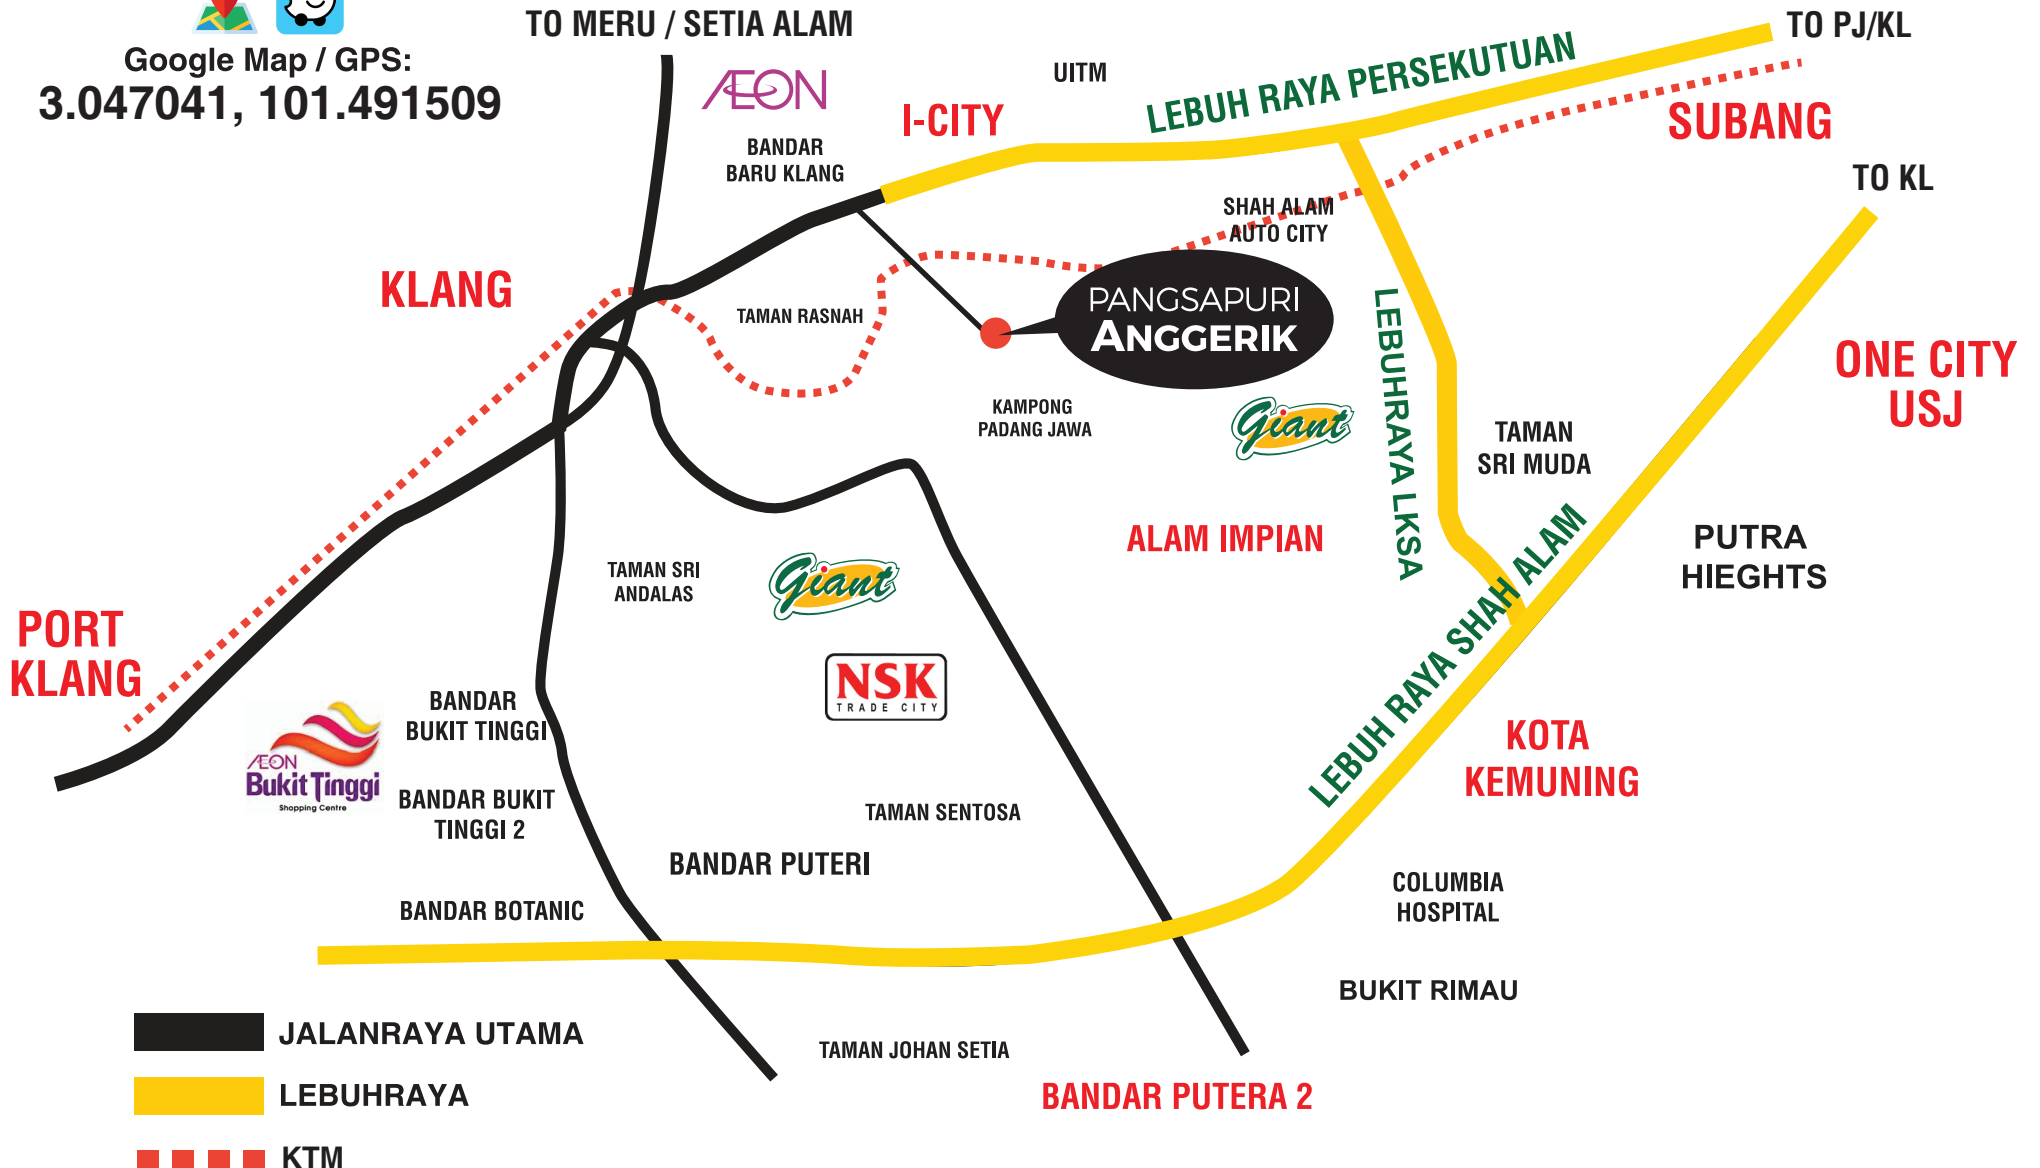 TO MERU / SETIA ALAM
TO PJ/KL
Google Map / GPS:
3.047041, 101.491509
ÆON
UITM
LEBUH RAYA PERSEKUTUAN
I-CITY
SUBANG
BANDAR
BARU KLANG
TO KL
SHAH ALAM
AUTO CITY
KLANG
TAMAN RASNAH
PANGSAPURI
ANGGERIK
LEBUHRAYA LKSA
ONE CITY
USJ
KAMPONG
PADANG JAWA
Giant
TAMAN
SRI MUDA
ALAM IMPIAN
PUTRA
HIEGHTS
TAMAN SRI
ANDALAS
Giant
LEBUH RAYA SHAH ALAM
PORT
KLANG
NSK
TRADE CITY
BANDAR
BUKIT TINGGI
KOTA
KEMUNING
ÆON
Bukit Tinggi
Shopping Centre
BANDAR BUKIT
TINGGI 2
TAMAN SENTOSA
BANDAR PUTERI
COLUMBIA
HOSPITAL
BANDAR BOTANIC
BUKIT RIMAU
JALANRAYA UTAMA
TAMAN JOHAN SETIA
LEBUHRAYA
BANDAR PUTERA 2
KTM